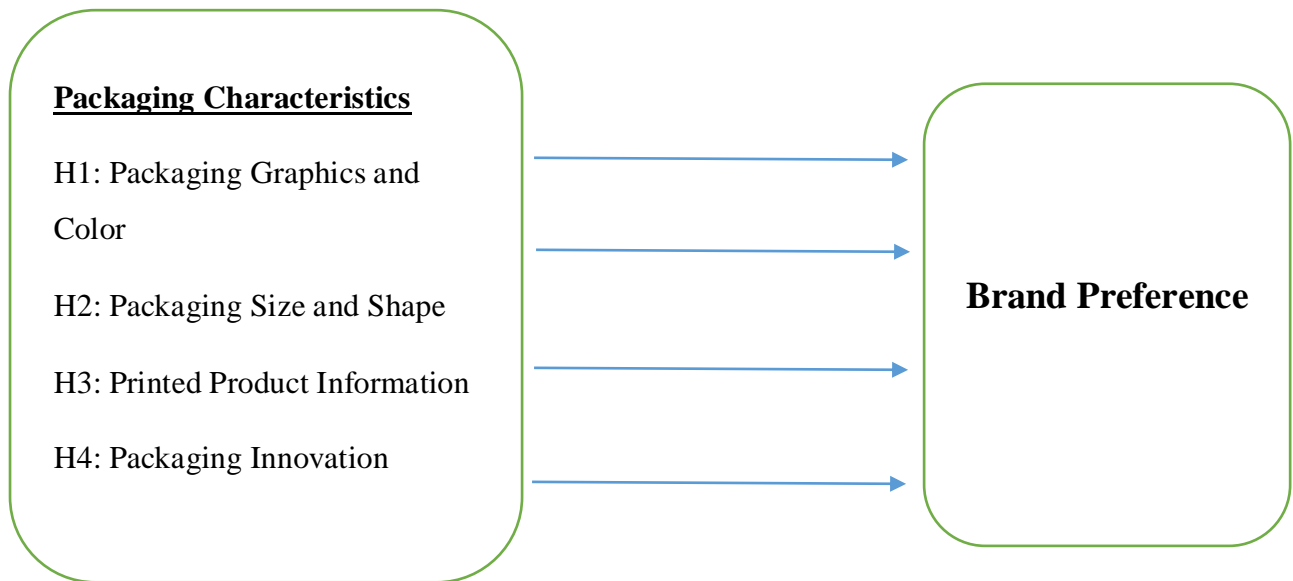 Packaging Characteristics
H1: Packaging Graphics and
Color
H2: Packaging Size and Shape
H3: Printed Product Information
H4: Packaging Innovation
Brand Preference